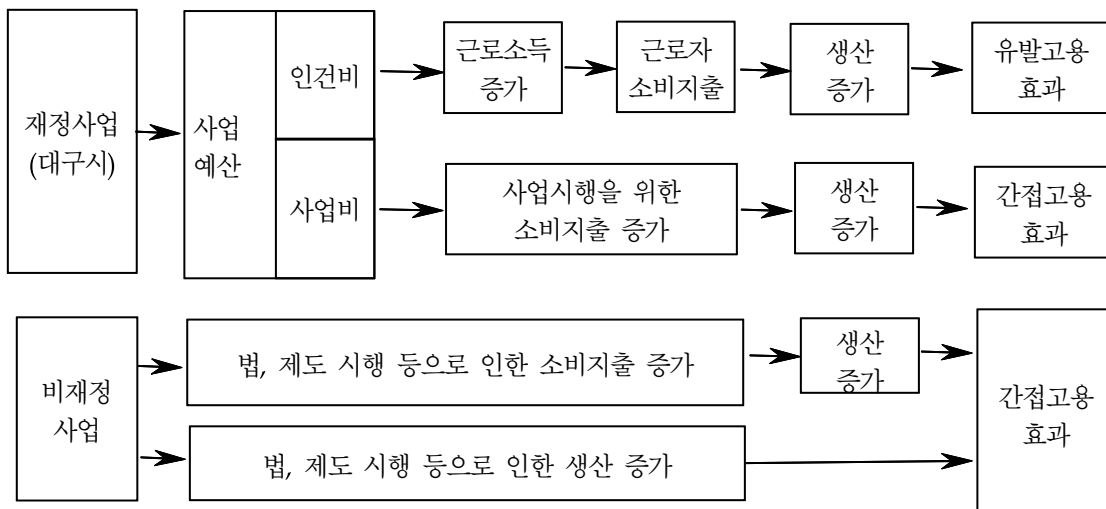 재정사업
(대구시)
사업
예산
인건비
근로소득
증가
근로자
소비지출
생산
증가
유발고용
효과
사업비
사업시행을 위한
소비지출 증가
생산
증가
간접고용
효과
비재정
사업
법, 제도 시행 등으로 인한 소비지출 증가
생산
증가
법, 제도 시행 등으로 인한 생산 증가
간접고용
효과